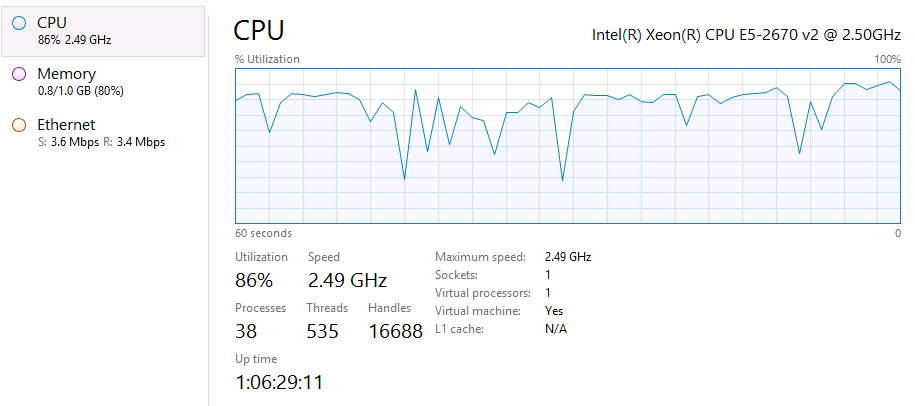 CPU
86% 2.49 GHz
Memory
0.8/1.0 GB (80%)
Ethernet
S: 3.6 Mbps R: 3.4 Mbps
CPU Intel(R) Xeon(R) CPU E5-2670 v2 @ 2.50GHz
% Utilization 100%
60 seconds 0
Utilization Speed
86% 2.49 GHz
Processes Threads Handles
38 535 16688
Up time
1:06:29:11
Maximum speed: 2.49 GHz
Sockets: 1
Virtual processors: 1
Virtual machine: Yes
L1 cache: N/A